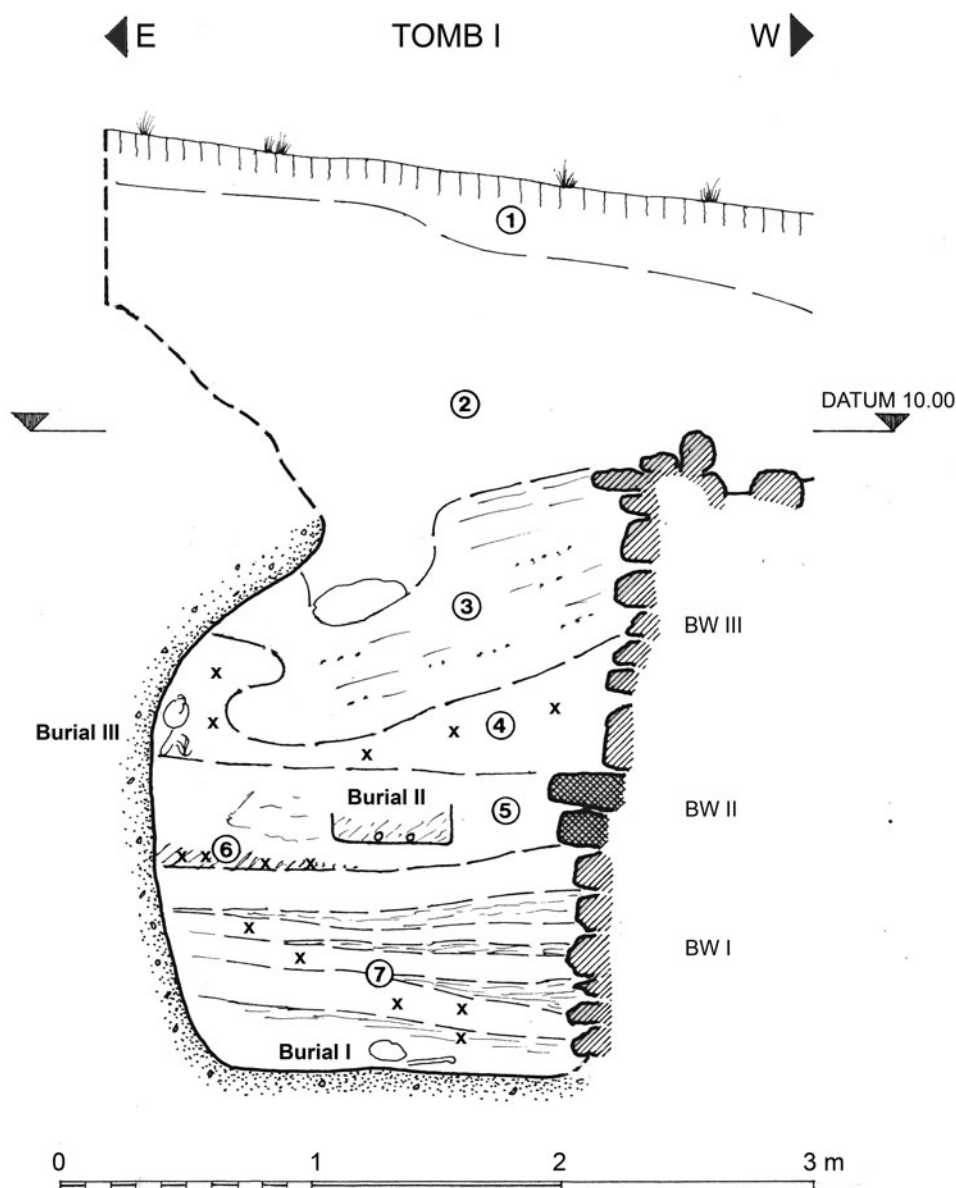 E TOMB I W
①
②
DATUM 10.00
③
BW III
x
x
x
x
④
x
Burial III
Burial II
⑤
BW II
⑥
x x x x
x
BW I
x
⑦
x
x
x
Burial I
0 1 2 3 m